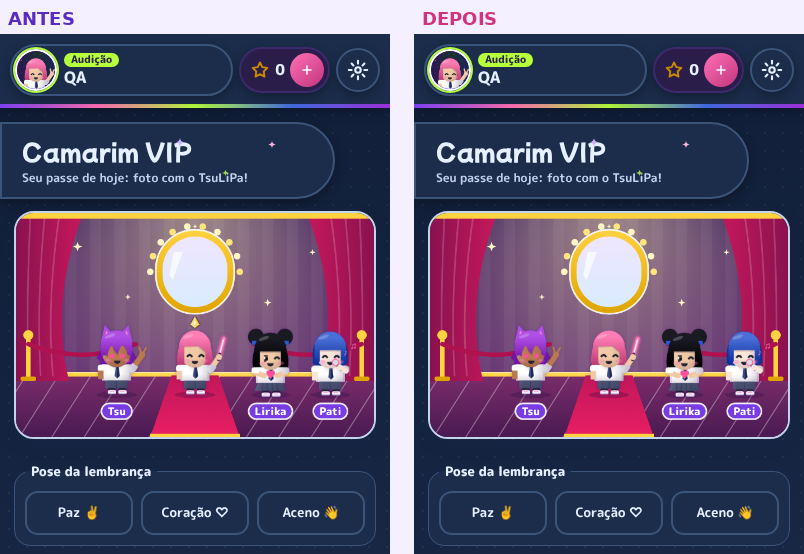 ANTES
Audição
QA
0 +
Camarim VIP
Seu passe de hoje: foto com o TsuLiPa!
Tsu
Lirika
Pati
Pose da lembrança
Paz ✌️
Coração ♡
Aceno 👋
DEPOIS
Audição
QA
0 +
Camarim VIP
Seu passe de hoje: foto com o TsuLiPa!
Tsu
Lirika
Pati
Pose da lembrança
Paz ✌️
Coração ♡
Aceno 👋